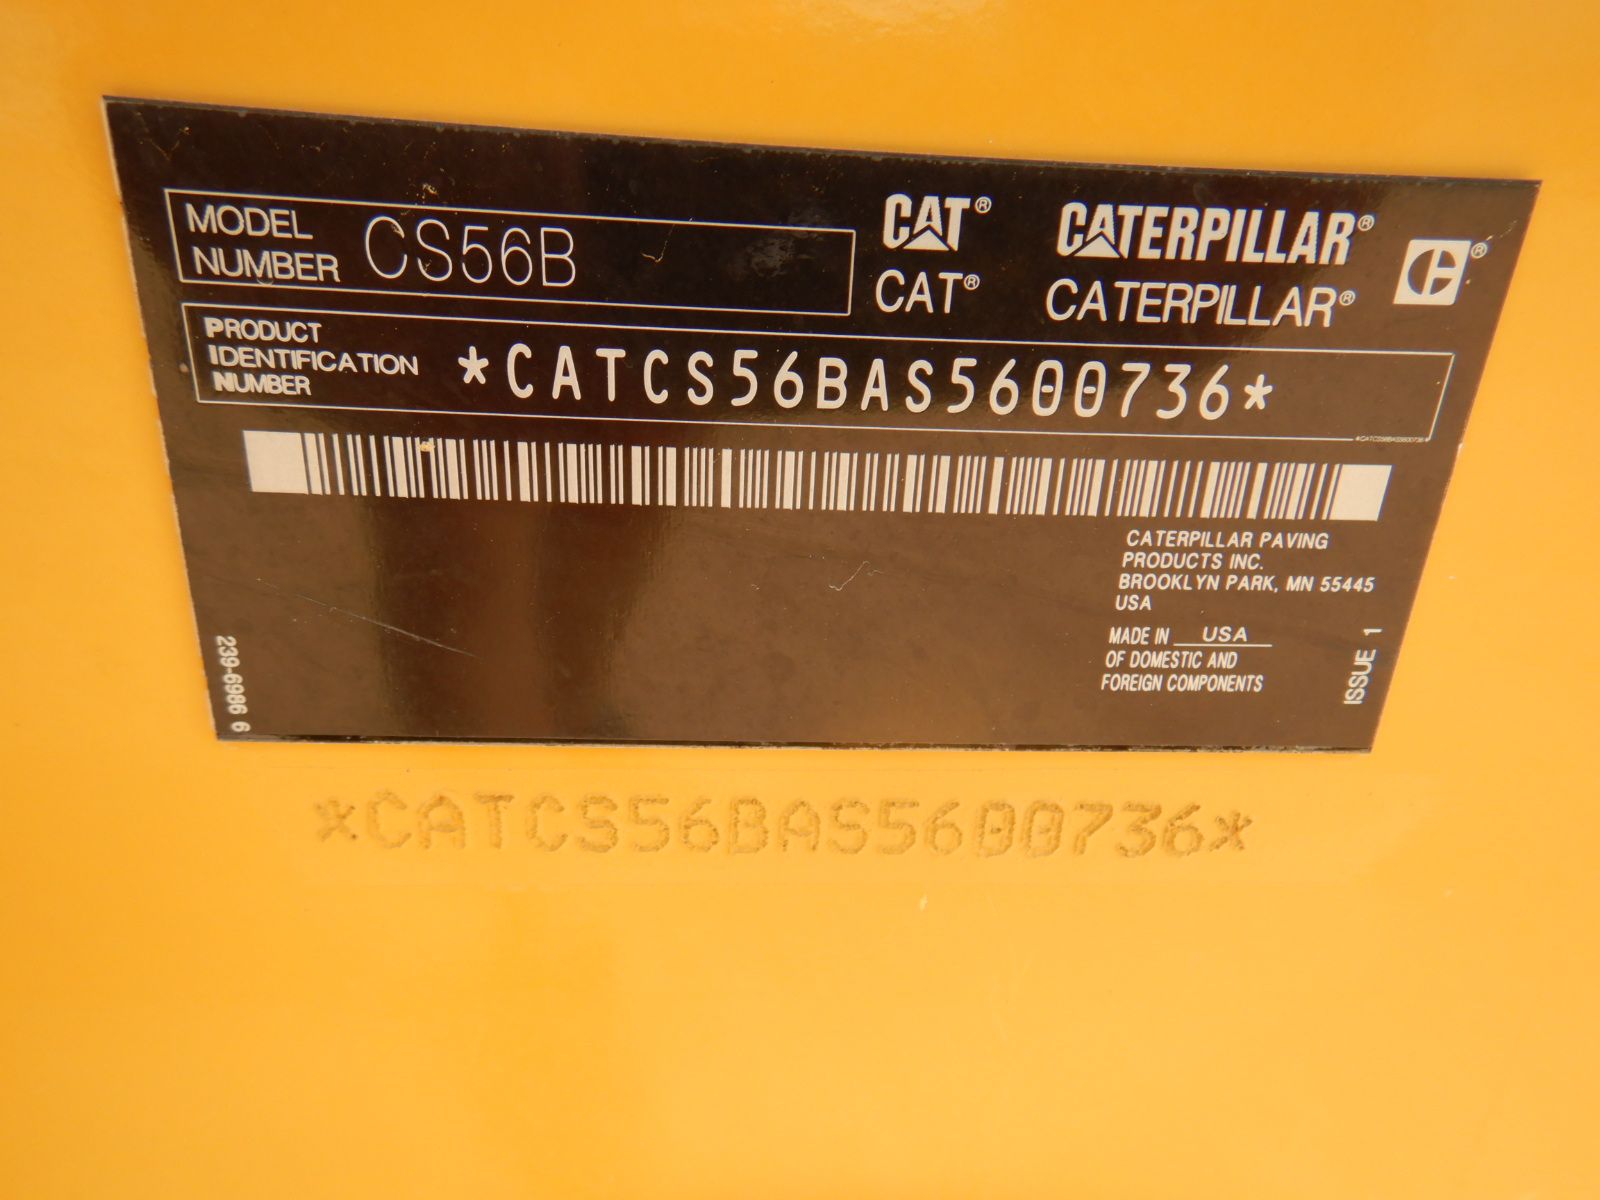 MODEL
NUMBER CS56B
CAT® CATERPILLAR® ®
CAT® CATERPILLAR®
PRODUCT
IDENTIFICATION
NUMBER
*CATCS56BAS5600736*
*CATCS56BAS5600736*
CATERPILLAR PAVING
PRODUCTS INC.
BROOKLYN PARK, MN 55445
USA
MADE IN USA
OF DOMESTIC AND
FOREIGN COMPONENTS
239-6986 6
ISSUE 1
*CATCS56BAS5600736*